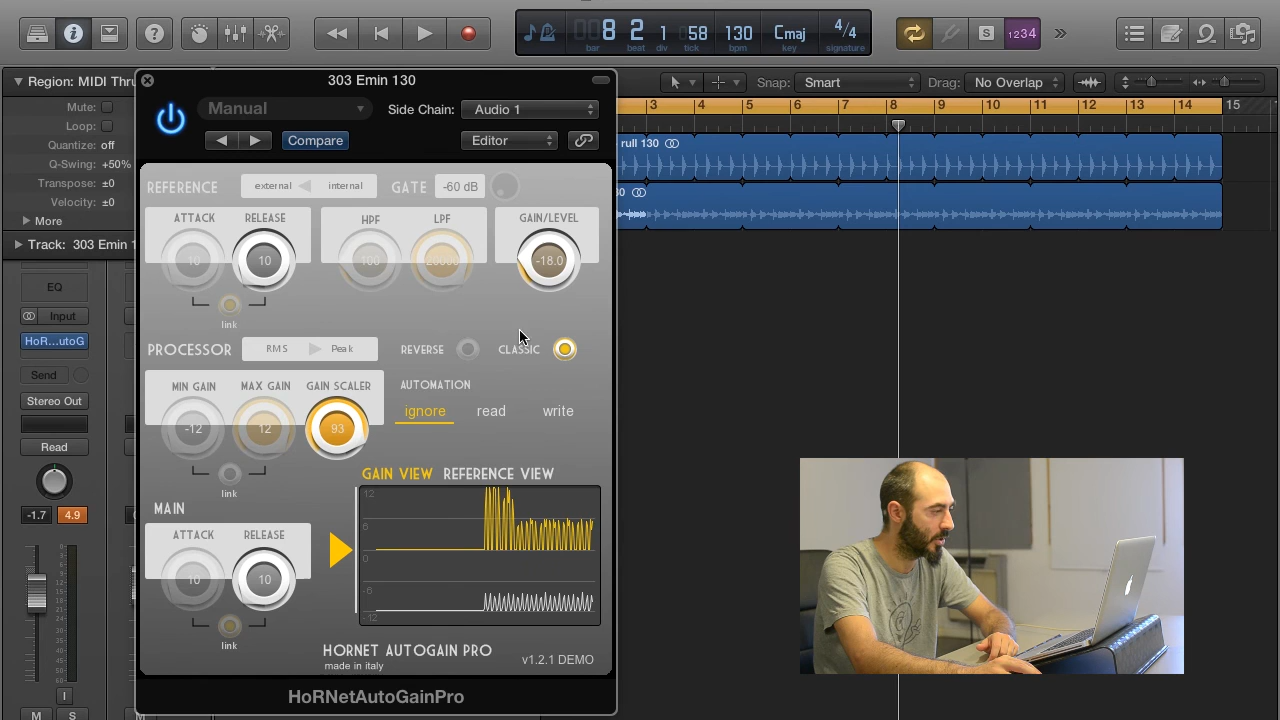 8 2 1 58 130 Cmaj 4/4
bar beat div tick bpm key signature
S 1234
Region: MIDI Thru
303 Emin 130
Snap: Smart
Drag: No Overlap
Mute:
Loop:
Quantize: off
Q-Swing: +50%
Transpose: ±0
Velocity: ±0
More
Track: 303 Emin 1
Manual
Side Chain: Audio 1
Compare
Editor
3 4 5 6 7 8 9 10 11 12 13 14 15
rull 130
30
EQ
Input
HoR...utoG
Send
Stereo Out
Read
-1.7 4.9
I
M S
REFERENCE external internal GATE -60 dB
ATTACK RELEASE HPF LPF GAIN/LEVEL
10 10 100 20000 -18.0
link
PROCESSOR RMS Peak REVERSE CLASSIC
MIN GAIN MAX GAIN GAIN SCALER AUTOMATION
-12 12 93 ignore read write
link
GAIN VIEW REFERENCE VIEW
12
6
0
-6
-12
MAIN
ATTACK RELEASE
10 10
link
HORNET AUTOGAIN PRO
made in italy
v1.2.1 DEMO
HoRNetAutoGainPro